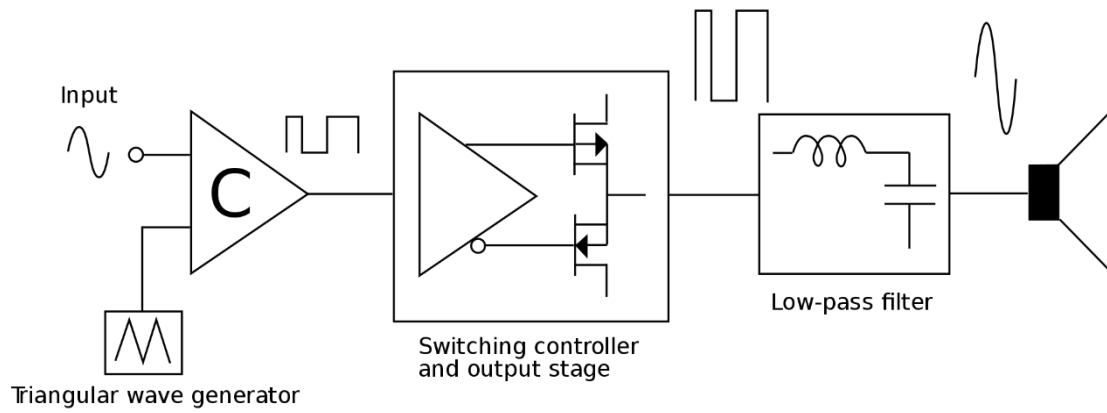 Input
C
Switching controller
and output stage
Low-pass filter
Triangular wave generator